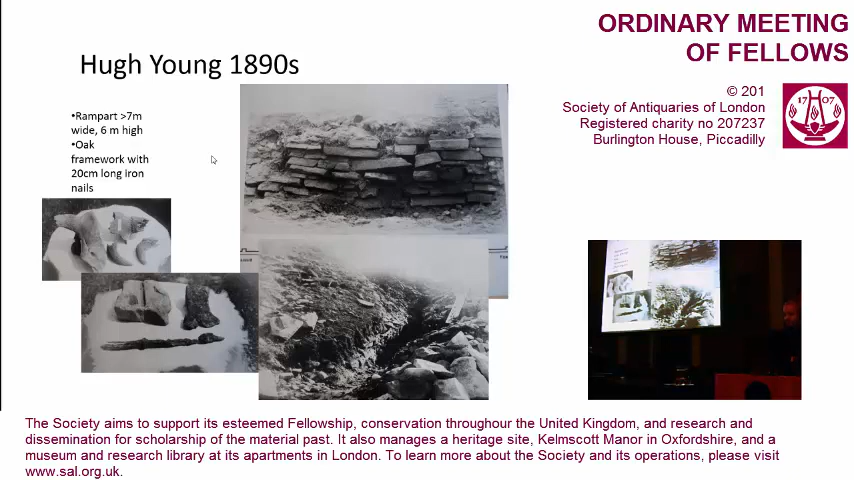 ORDINARY MEETING
OF FELLOWS
Hugh Young 1890s
© 201
Society of Antiquaries of London
Registered charity no 207237
Burlington House, Piccadilly
17 07
•Rampart >7m
wide, 6 m high
•Oak
framework with
20cm long iron
nails
The Society aims to support its esteemed Fellowship, conservation throughour the United Kingdom, and research and
dissemination for scholarship of the material past. It also manages a heritage site, Kelmscott Manor in Oxfordshire, and a
museum and research library at its apartments in London. To learn more about the Society and its operations, please visit
www.sal.org.uk.